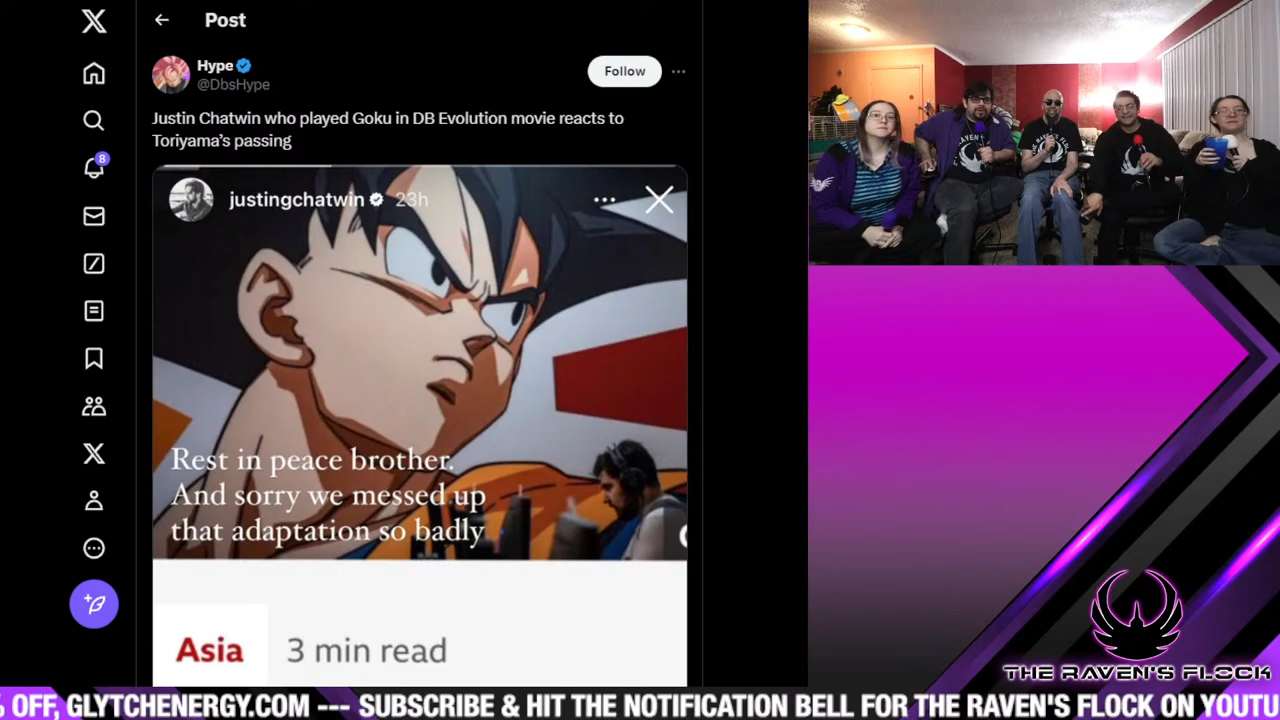 Post
Hype
@DbsHype
Follow
Justin Chatwin who played Goku in DB Evolution movie reacts to
Toriyama's passing
justingchatwin 23h
Rest in peace brother.
And sorry we messed up
that adaptation so badly
Asia 3 min read
8
THE RAVEN'S FLOCK
% OFF, GLYTCHENERGY.COM --- SUBSCRIBE & HIT THE NOTIFICATION BELL FOR THE RAVEN'S FLOCK ON YOUTU